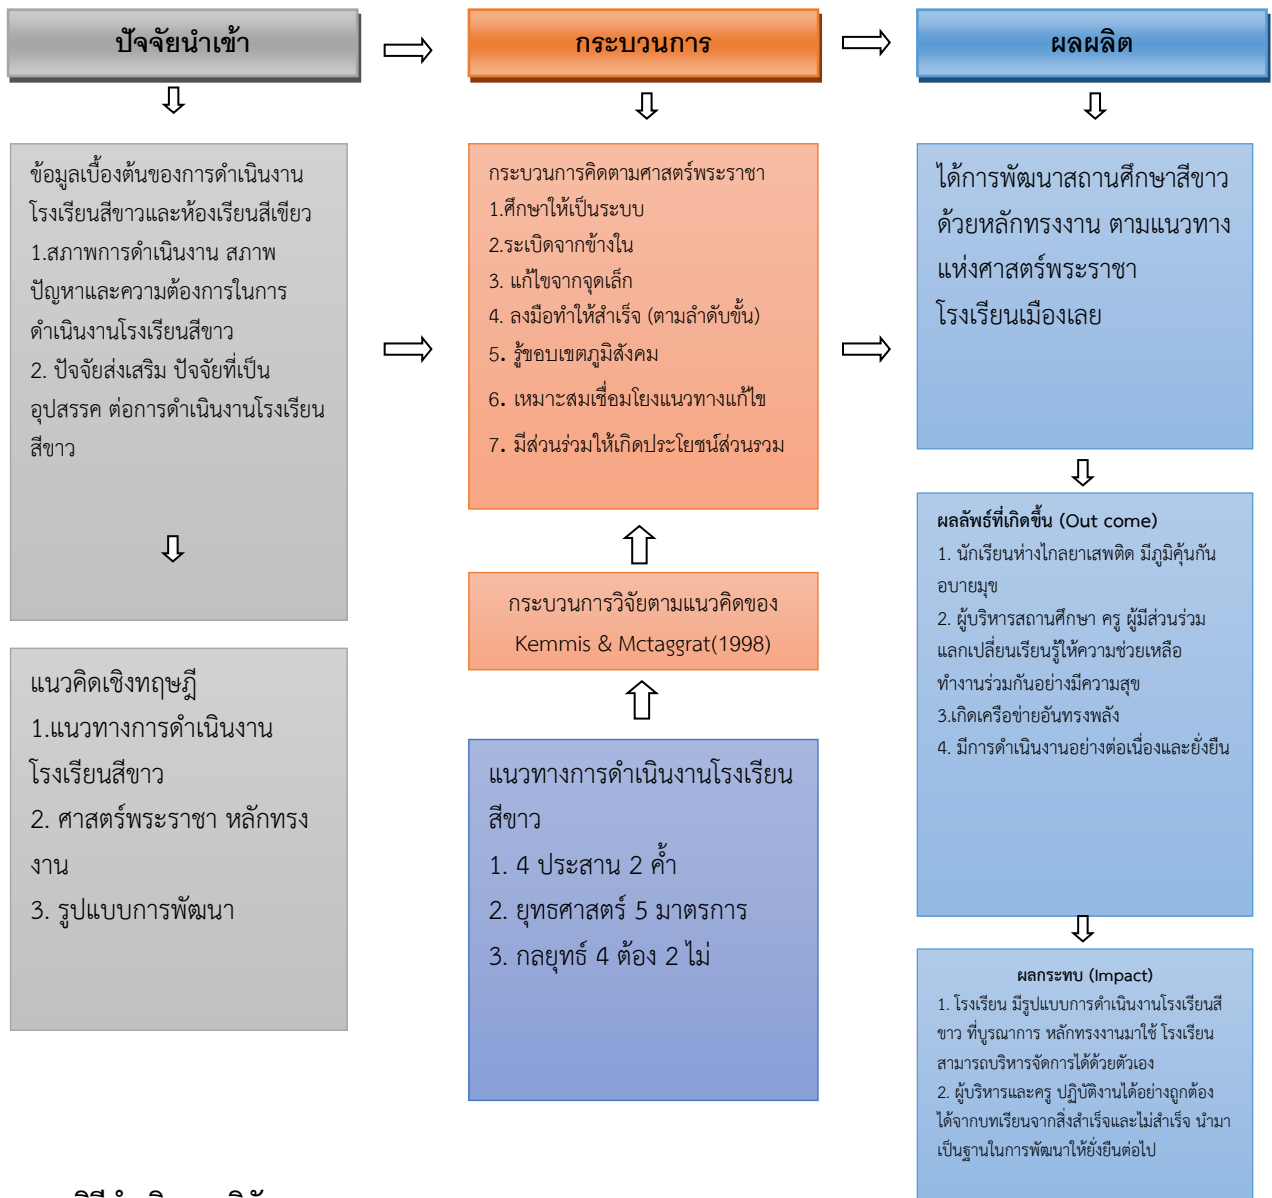 ปัจจัยนำเข้า
กระบวนการ
ผลผลิต
ข้อมูลเบื้องต้นของการดำเนินงาน
โรงเรียนสีขาวและห้องเรียนสีเขียว
1.สภาพการดำเนินงาน สภาพ
ปัญหาและความต้องการในการ
ดำเนินงานโรงเรียนสีขาว
2. ปัจจัยส่งเสริม ปัจจัยที่เป็น
อุปสรรค ต่อการดำเนินงานโรงเรียน
สีขาว
แนวคิดเชิงทฤษฎี
1.แนวทางการดำเนินงาน
โรงเรียนสีขาว
2. ศาสตร์พระราชา หลักทรง
งาน
3. รูปแบบการพัฒนา
กระบวนการคิดตามศาสตร์พระราชา
1.ศึกษาให้เป็นระบบ
2.ระเบิดจากข้างใน
3. แก้ไขจากจุดเล็ก
4. ลงมือทำให้สำเร็จ (ตามลำดับขั้น)
5. รู้ขอบเขตภูมิสังคม
6. เหมาะสมเชื่อมโยงแนวทางแก้ไข
7. มีส่วนร่วมให้เกิดประโยชน์ส่วนรวม
กระบวนการวิจัยตามแนวคิดของ
Kemmis & Mctaggrat(1998)
แนวทางการดำเนินงานโรงเรียน
สีขาว
1. 4 ประสาน 2 ค้ำ
2. ยุทธศาสตร์ 5 มาตรการ
3. กลยุทธ์ 4 ต้อง 2 ไม่
ได้การพัฒนาสถานศึกษาสีขาว
ด้วยหลักทรงงาน ตามแนวทาง
แห่งศาสตร์พระราชา
โรงเรียนเมืองเลย
ผลลัพธ์ที่เกิดขึ้น (Out come)
1. นักเรียนห่างไกลยาเสพติด มีภูมิคุ้นกัน
อบายมุข
2. ผู้บริหารสถานศึกษา ครู ผู้มีส่วนร่วม
แลกเปลี่ยนเรียนรู้ให้ความช่วยเหลือ
ทำงานร่วมกันอย่างมีความสุข
3.เกิดเครือข่ายอันทรงพลัง
4. มีการดำเนินงานอย่างต่อเนื่องและยั่งยืน
ผลกระทบ (Impact)
1. โรงเรียน มีรูปแบบการดำเนินงานโรงเรียนสี
ขาว ที่บูรณาการ หลักทรงงานมาใช้ โรงเรียน
สามารถบริหารจัดการได้ด้วยตัวเอง
2. ผู้บริหารและครู ปฏิบัติงานได้อย่างถูกต้อง
ได้จากบทเรียนจากสิ่งสำเร็จและไม่สำเร็จ นำมา
เป็นฐานในการพัฒนาให้ยั่งยืนต่อไป